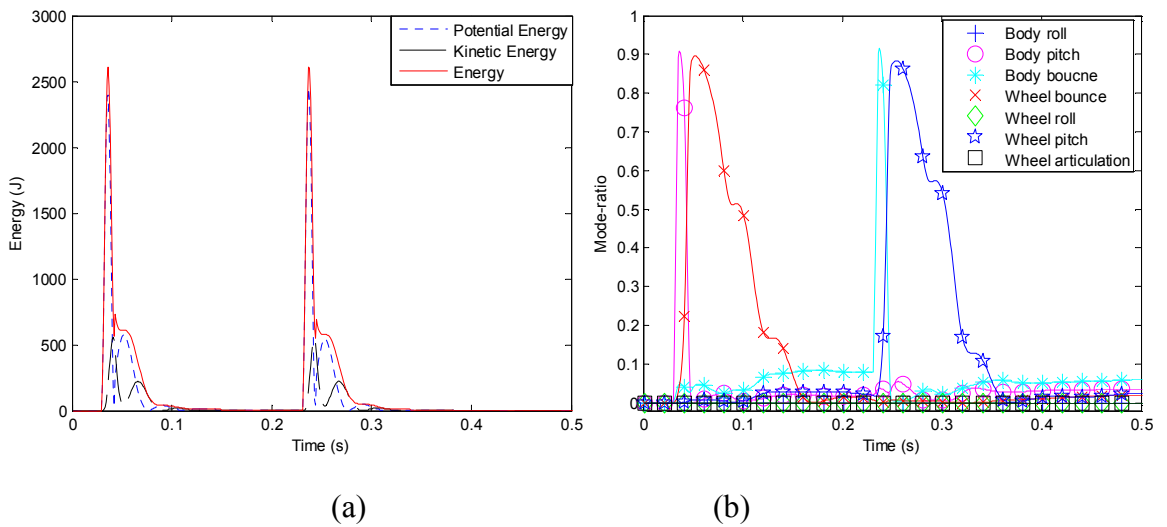 3000
2500
2000
1500
1000
500
0
Energy (J)
0 0.1 0.2 0.3 0.4 0.5
Time (s)
Potential Energy
Kinetic Energy
Energy
(a)
1
0.9
0.8
0.7
0.6
0.5
0.4
0.3
0.2
0.1
0
Mode-ratio
0 0.1 0.2 0.3 0.4 0.5
Time (s)
Body roll
Body pitch
Body boucne
Wheel bounce
Wheel roll
Wheel pitch
Wheel articulation
(b)